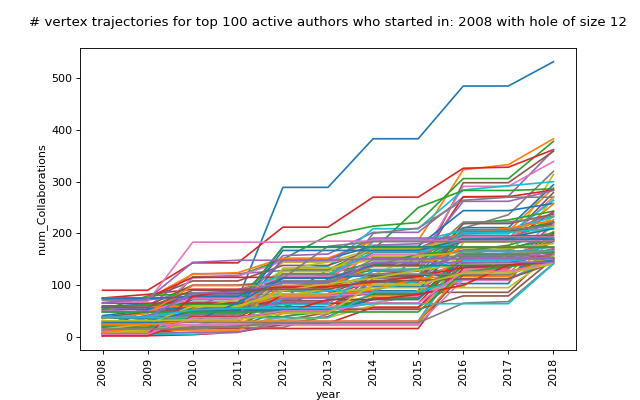 # vertex trajectories for top 100 active authors who started in: 2008 with hole of size 12
500
400
300
200
100
0
num_Collaborations
2008 2009 2010 2011 2012 2013 2014 2015 2016 2017 2018
year